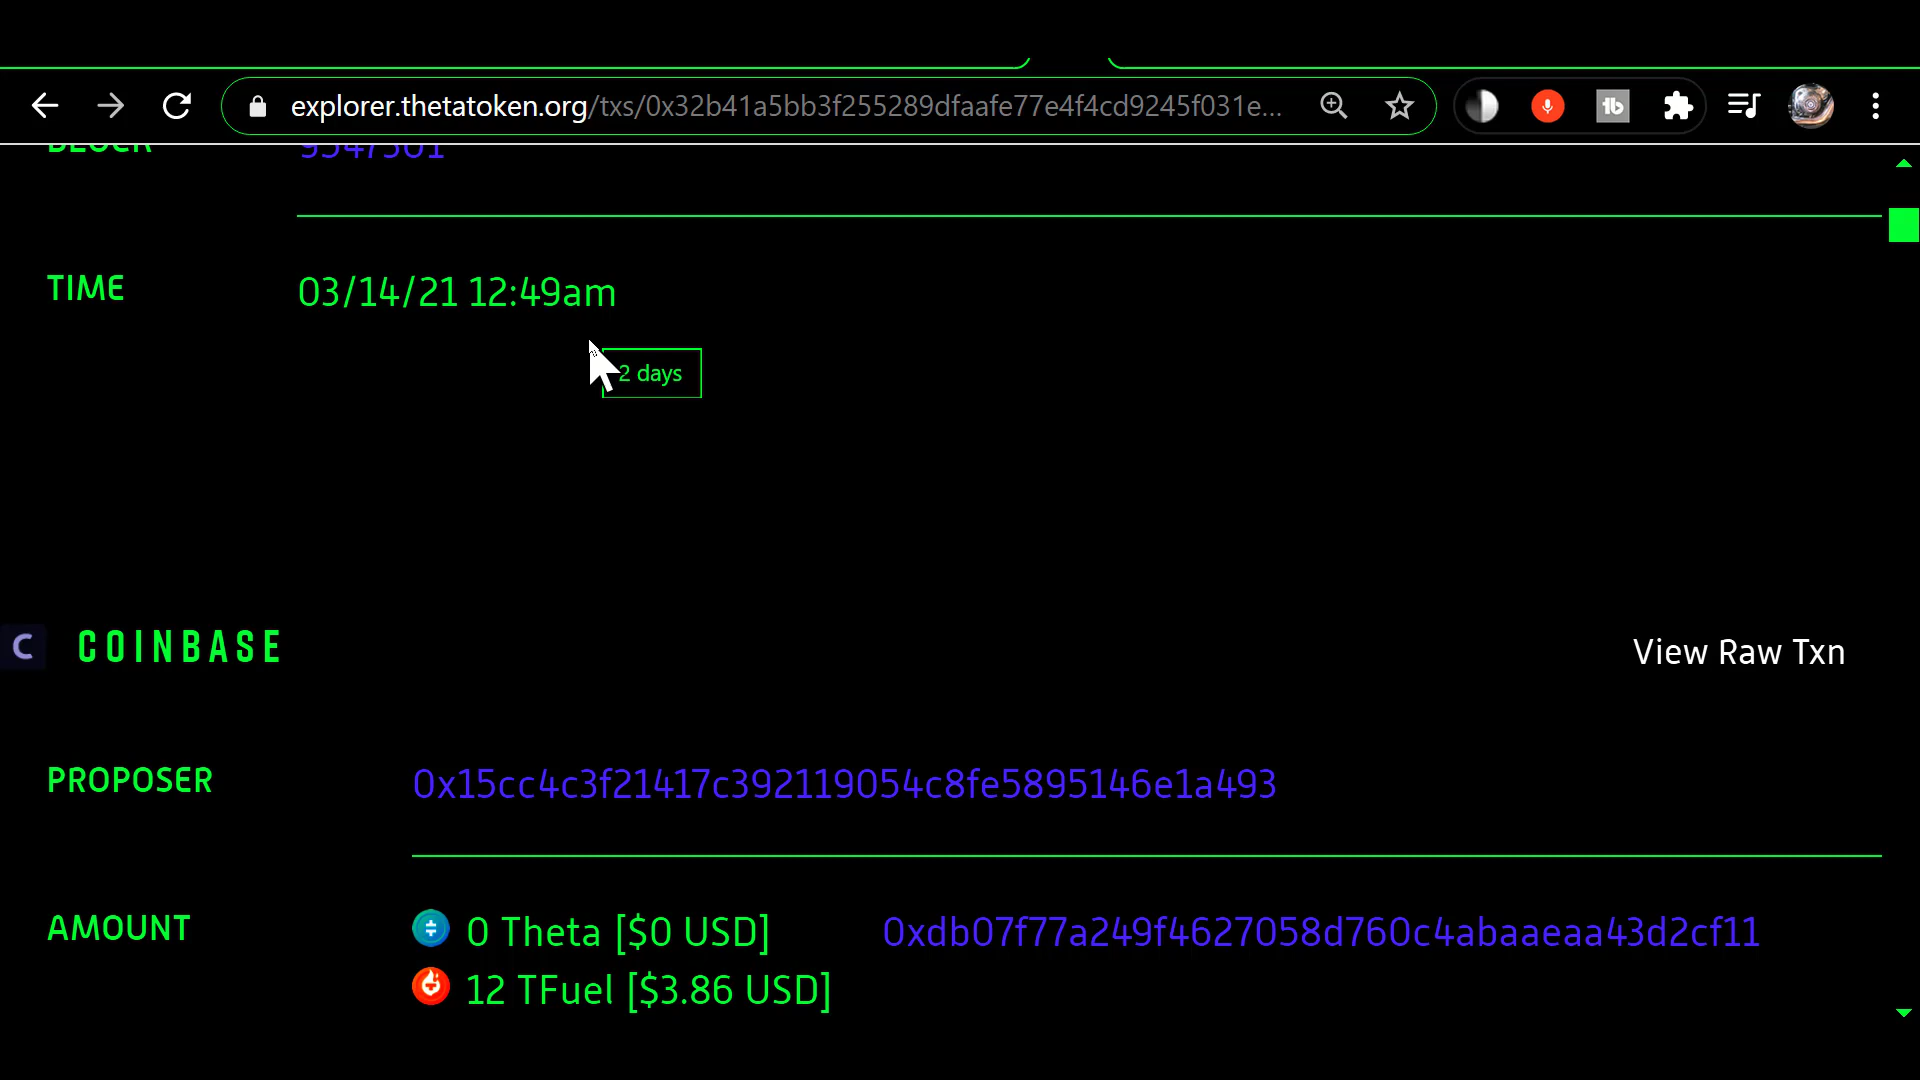 explorer.thetatoken.org/txs/0x32b41a5bb3f255289dfaafe77e4f4cd9245f031e...
BLOCK
TIME
03/14/21 12:49am
2 days
C COINBASE
View Raw Txn
PROPOSER
0x15cc4c3f21417c392119054c8fe5895146e1a493
AMOUNT
0 Theta [$0 USD]
0xdb07f77a249f4627058d760c4abaaeaa43d2cf11
12 TFuel [$3.86 USD]